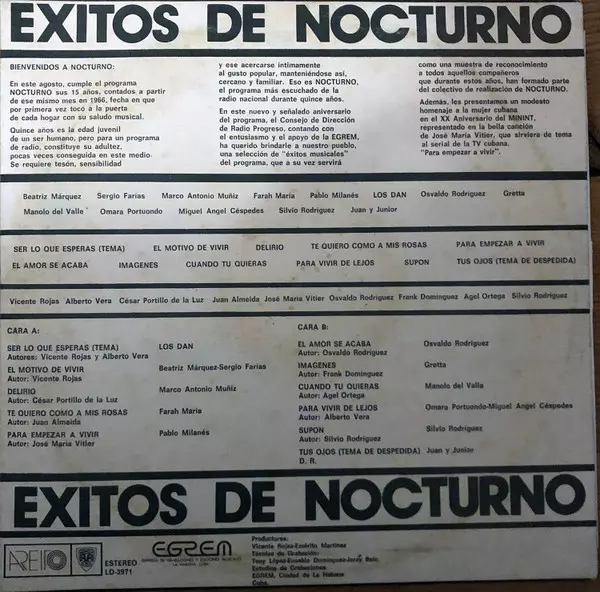 EXITOS DE NOCTURNO
BIENVENIDOS A NOCTURNO:
En este agosto, cumple el programa
NOCTURNO sus 15 años, contados a partir
de ese mismo mes en 1966, fecha en que
por primera vez tocó a la puerta
de cada hogar con su saludo musical.
Quince años es la edad juvenil
de un ser humano, pero para un programa
de radio, constituye su adultez,
pocas veces conseguida en este medio.
Se requiere tesón, sensibilidad
y ese acercarse íntimamente
al gusto popular, manteniéndose así,
cercano y familiar. Eso es NOCTURNO,
el programa más escuchado de la
radio nacional durante quince años.
En este nuevo y señalado aniversario
del programa, el Consejo de Dirección
de Radio Progreso, contando con
el entusiasmo y el apoyo de la EGREM,
ha querido brindarle a nuestro pueblo,
una selección de "éxitos musicales"
del programa, que a su vez servirá
como una muestra de reconocimiento
a todos aquellos compañeros
que durante estos años, han formado parte
del colectivo de realización de NOCTURNO.
Además, les presentamos un modesto
homenaje a la mujer cubana
en el XX Aniversario del MININT,
representado en la bella canción
de José María Vitier, que sirviera de tema
al serial de la TV cubana.
"Para empezar a vivir".
Beatriz Márquez Sergio Farías Marco Antonio Muñiz Farah María Pablo Milanés LOS DAN Osvaldo Rodríguez Gretta
Manolo del Valle Omara Portuondo Miguel Angel Céspedes Silvio Rodríguez Juan y Junior
SER LO QUE ESPERAS (TEMA) EL MOTIVO DE VIVIR DELIRIO TE QUIERO COMO A MIS ROSAS PARA EMPEZAR A VIVIR
EL AMOR SE ACABA IMAGENES CUANDO TU QUIERAS PARA VIVIR DE LEJOS SUPON TUS OJOS (TEMA DE DESPEDIDA)
Vicente Rojas Alberto Vera César Portillo de la Luz Juan Almeida José María Vitier Osvaldo Rodríguez Frank Domínguez Agel Ortega Silvio Rodríguez
CARA A:
SER LO QUE ESPERAS (TEMA) LOS DAN
Autores: Vicente Rojas y Alberto Vera
EL MOTIVO DE VIVIR Beatriz Márquez-Sergio Farías
Autor: Vicente Rojas
DELIRIO Marco Antonio Muñíz
Autor: César Portillo de la Luz
TE QUIERO COMO A MIS ROSAS Farah María
Autor: Juan Almeida
PARA EMPEZAR A VIVIR Pablo Milanés
Autor: José María Vitier
CARA B:
EL AMOR SE ACABA Osvaldo Rodríguez
Autor: Osvaldo Rodríguez
IMAGENES Gretta
Autor: Frank Domínguez
CUANDO TU QUIERAS Manolo del Valle
Autor: Agel Ortega
PARA VIVIR DE LEJOS Omara Portuondo-Miguel Angel Céspedes
Autor: Alberto Vera
SUPON Silvio Rodríguez
Autor: Silvio Rodríguez
TUS OJOS (TEMA DE DESPEDIDA) Juan y Junior
D. R.
EXITOS DE NOCTURNO
AREITO
ESTEREO
LD-3971
EGREM
Productores:
Vicente Rojas-Emérito Martínez
Técnico de Grabación:
Tony López-Eusebio Domínguez-Jerzy Belc
Estudios de Grabaciones
EGREM, Ciudad de La Habana
Cuba.